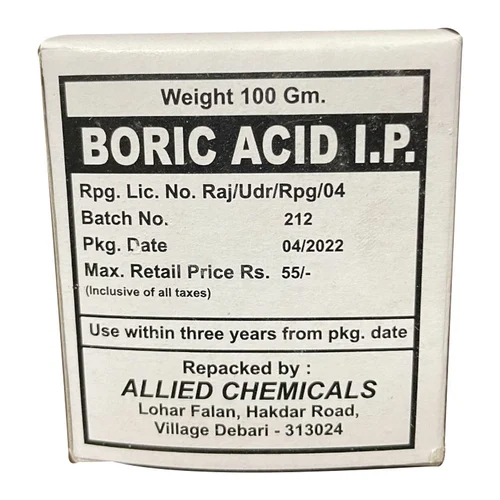 Weight 100 Gm.
BORIC ACID I.P.
Rpg. Lic. No. Raj/Udr/Rpg/04
Batch No. 212
Pkg. Date 04/2022
Max. Retail Price Rs. 55/-
(Inclusive of all taxes)
Use within three years from pkg. date
Repacked by :
ALLIED CHEMICALS
Lohar Falan, Hakdar Road,
Village Debari - 313024